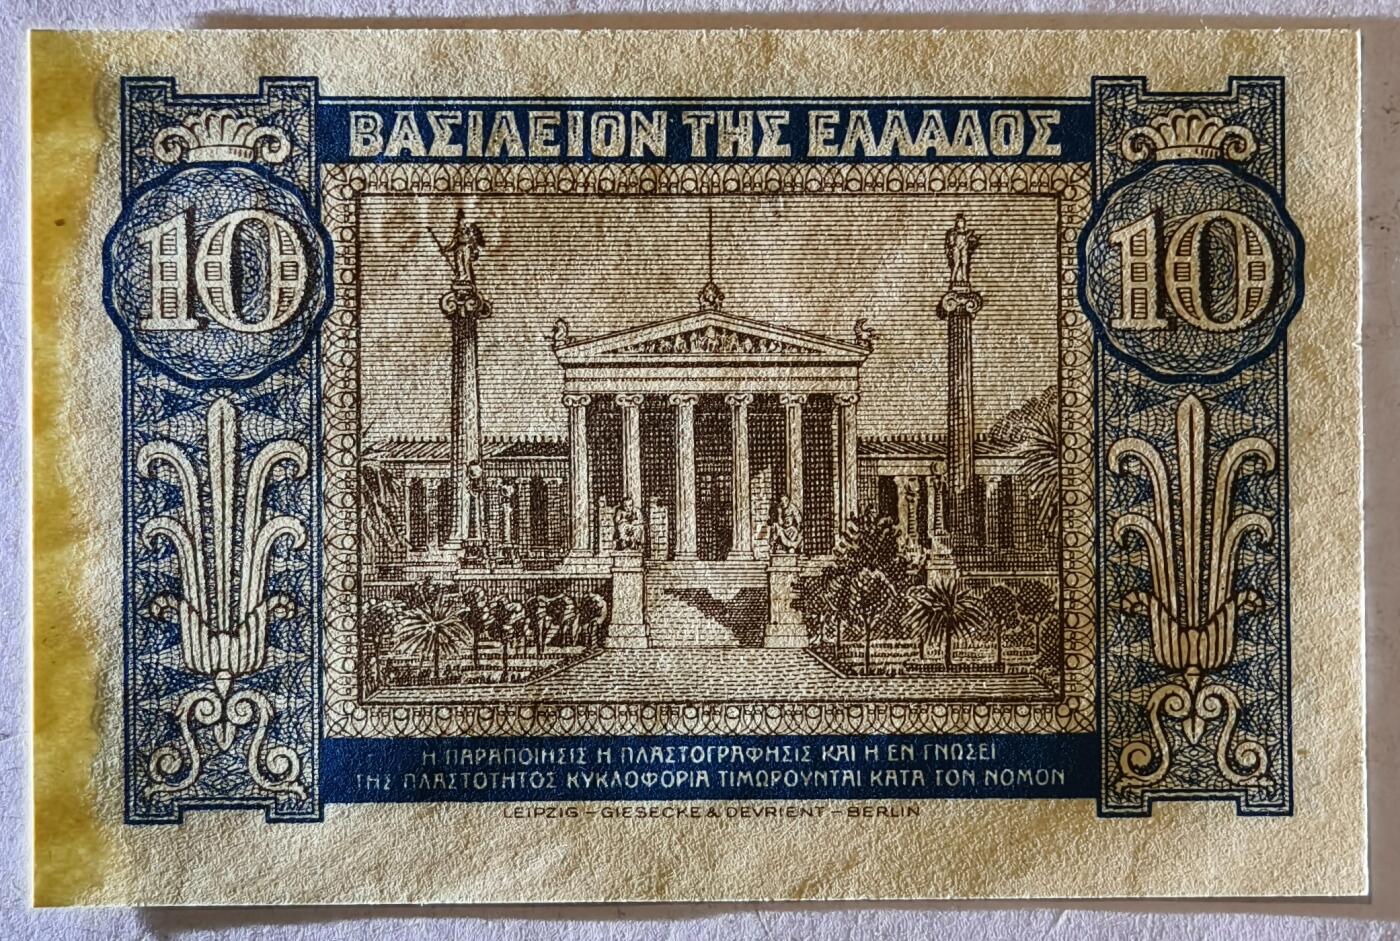 ΒΑΣΙΛΕΙΟΝ ΤΗΣ ΕΛΛΑΔΟΣ
10 10
Η ΠΑΡΑΠΟΙΗΣΙΣ Η ΠΛΑΣΤΟΓΡΑΦΗΣΙΣ ΚΑΙ Η ΕΝ ΓΝΩΣΕΙ
ΤΗΣ ΠΛΑΣΤΟΤΗΤΟΣ ΚΥΚΛΟΦΟΡΙΑ ΤΙΜΩΡΟΥΝΤΑΙ ΚΑΤΑ ΤΟΝ ΝΟΜΟΝ
LEIPZIG – GIESECKE & DEVRIENT – BERLIN